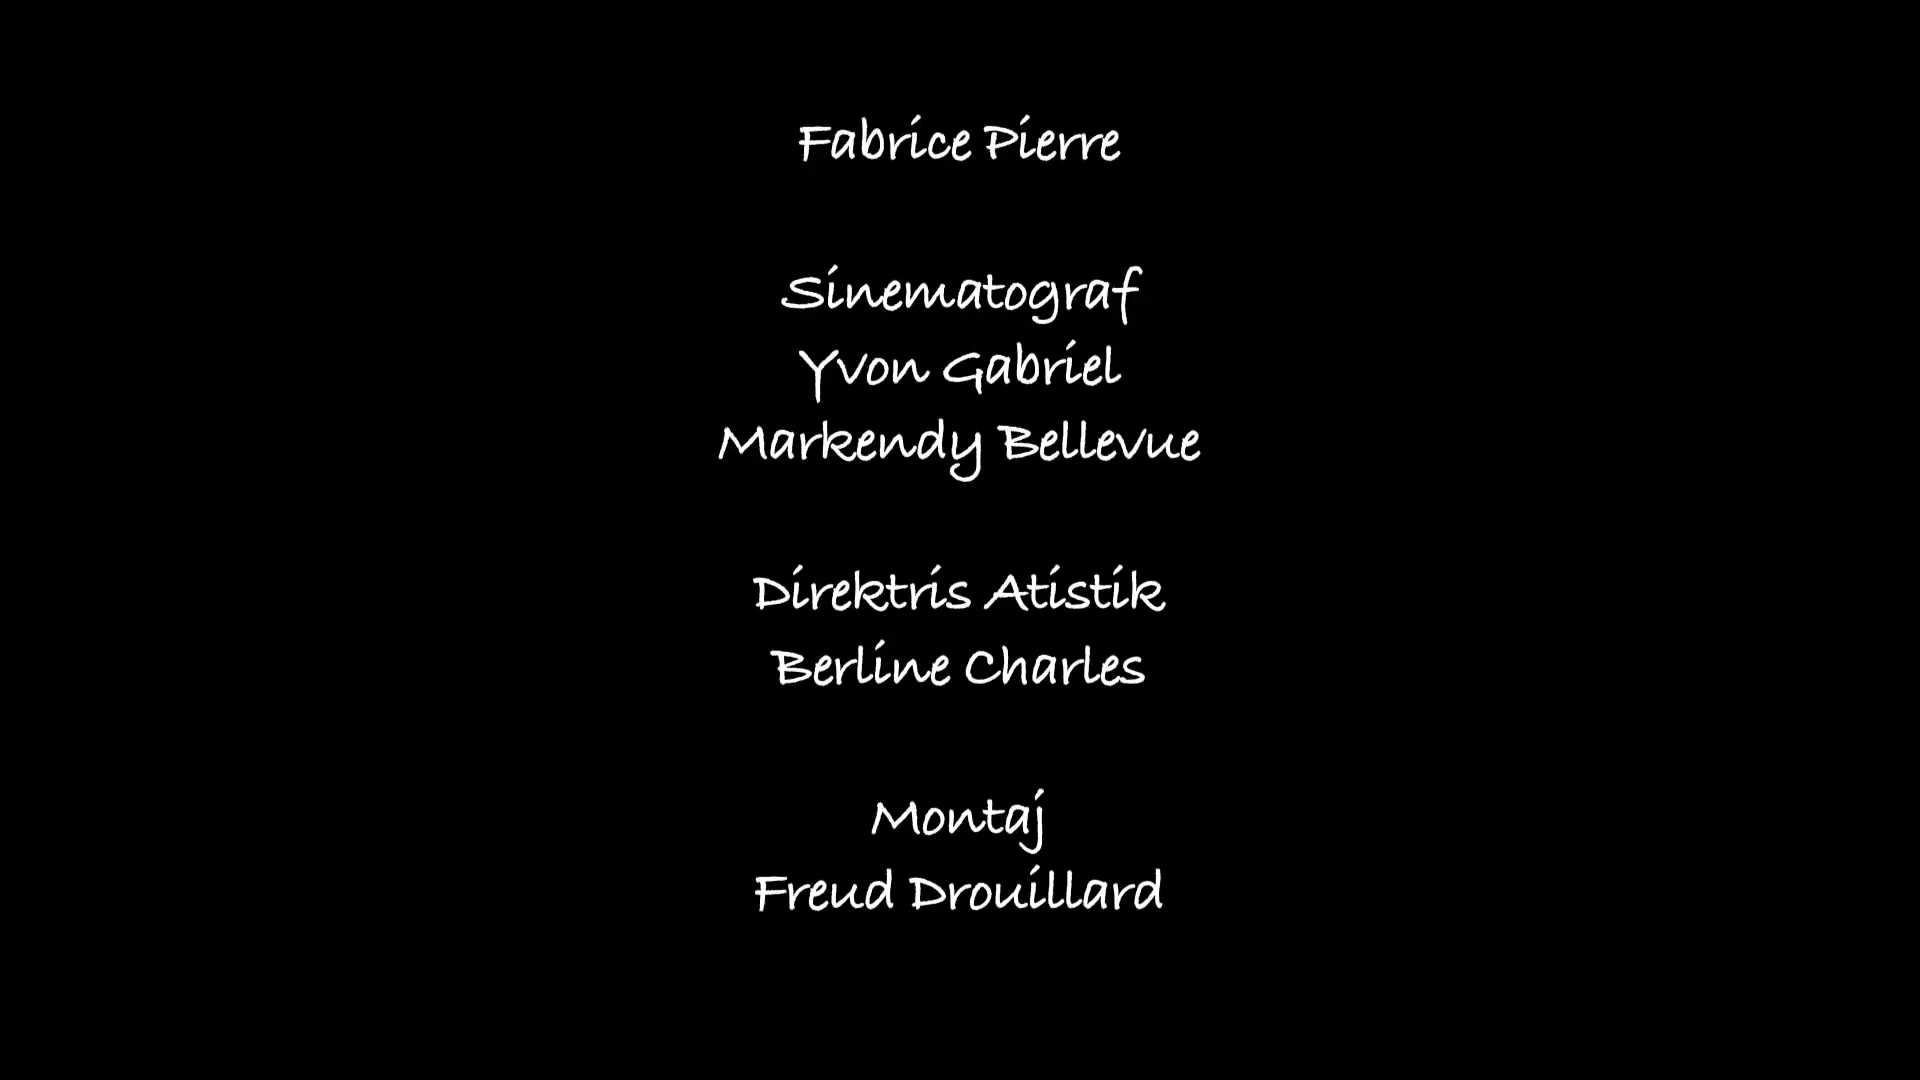 Fabrice Pierre
Sinematograf
Yvon Gabriel
Markendy Bellevue
Direktris Atistik
Berline Charles
Montaj
Freud Drouillard